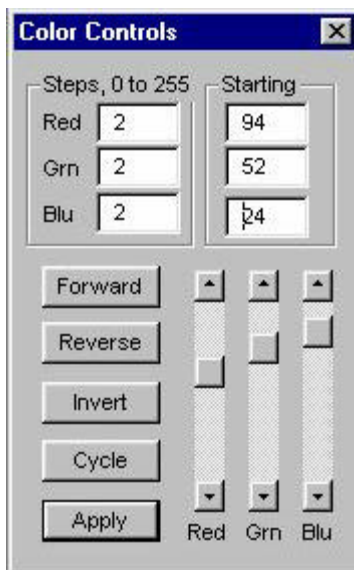 Color Controls
Steps, 0 to 255 Starting
Red 2 94
Grn 2 52
Blu 2 24
Forward
Reverse
Invert
Cycle
Apply
Red Grn Blu